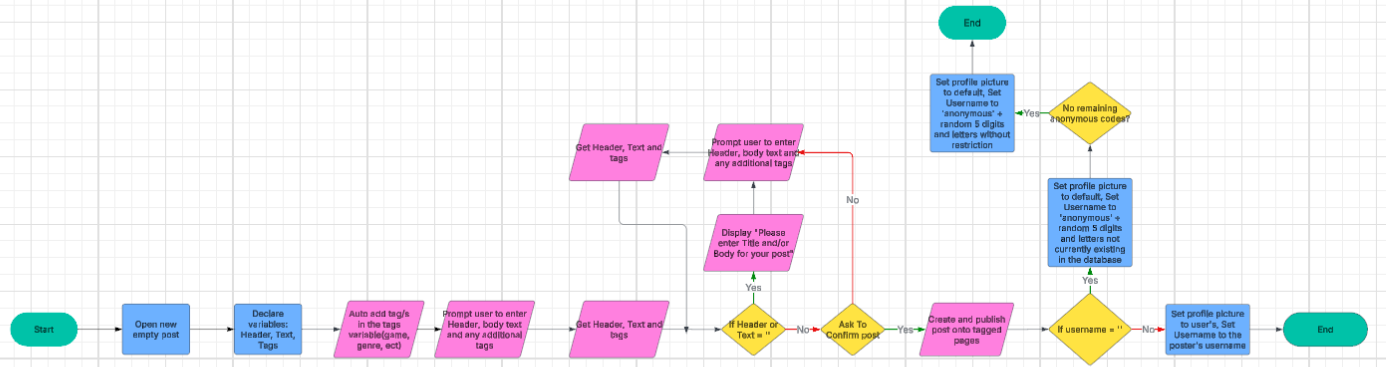 End
Set profile picture
to default, Set
Username to
'anonymous' +
random 5 digits
and letters without
restriction
Yes
No remaining
anonymous codes?
Get Header, Text and
tags
Prompt user to enter
Header, body text and
any additional tags
No
Set profile picture
to default, Set
Username to
'anonymous' +
random 5 digits
and letters not
currently existing
in the database
Display "Please
enter Title and/or
Body for your post"
Yes
Yes
Start
Open new
empty post
Declare
variables:
Header, Text,
Tags
Auto add tag/s
in the tags
variable(game,
genre, ect)
Prompt user to enter
Header, body text
and any additional
tags
Get Header, Text and
tags
If Header or
Text = ''
No
Ask To
Confirm post
Yes
Create and publish
post onto tagged
pages
If username = ''
No
Set profile picture
to user's, Set
Username to the
poster's username
End